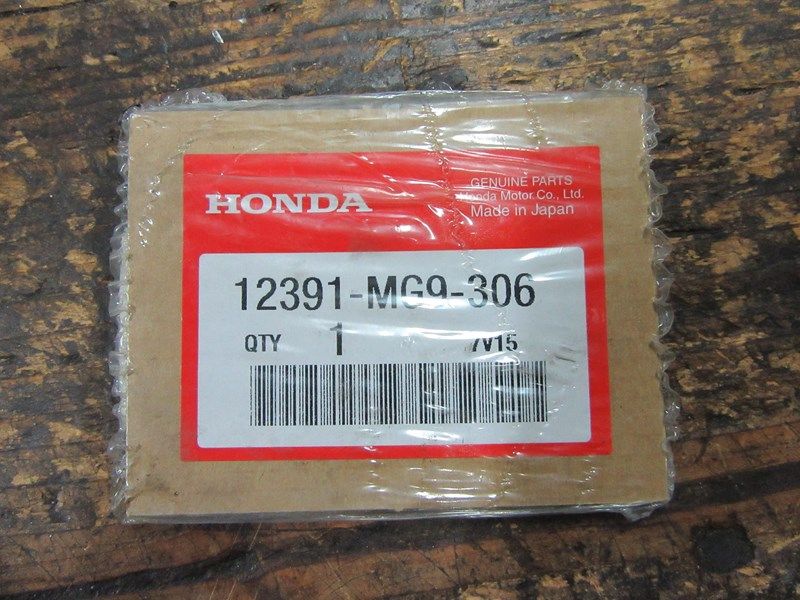 HONDA
GENUINE PARTS
Honda Motor Co., Ltd.
Made in Japan
12391-MG9-306
QTY 1 7V15